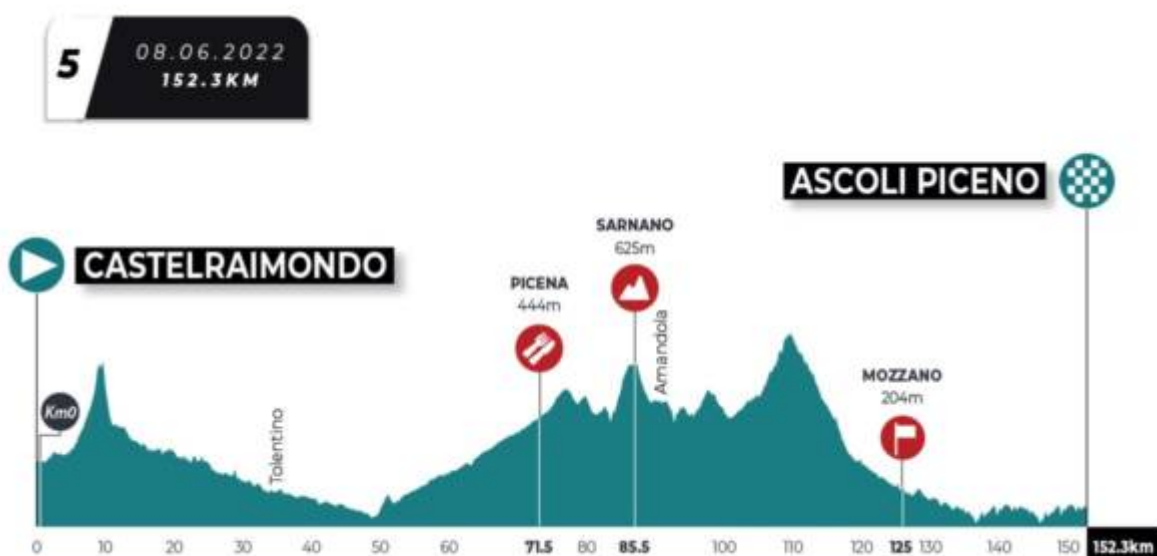 5
08.06.2022
152.3KM
ASCOLI PICENO
SARNANO
625m
CASTELRAIMONDO
PICENA
444m
Amandola
MOZZANO
204m
Km0
Tolentino
0 10 20 30 40 50 60 71.5 80 85.5 100 110 120 125 130 140 150 152.3km